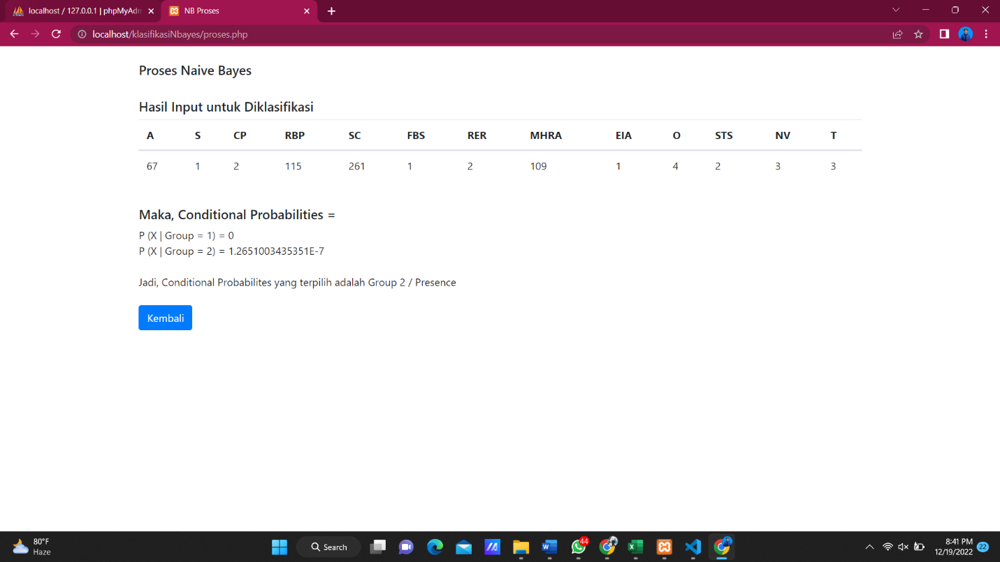 localhost / 127.0.0.1 | phpMyAdm
NB Proses
localhost/klasifikasiNbayes/proses.php
Proses Naive Bayes
Hasil Input untuk Diklasifikasi
A S CP RBP SC FBS RER MHRA EIA O STS NV T
67 1 2 115 261 1 2 109 1 4 2 3 3
Maka, Conditional Probabilities =
P (X | Group = 1) = 0
P (X | Group = 2) = 1.2651003435351E-7
Jadi, Conditional Probabilites yang terpilih adalah Group 2 / Presence
Kembali
80°F
Haze
Search
44
8:41 PM
12/19/2022
22